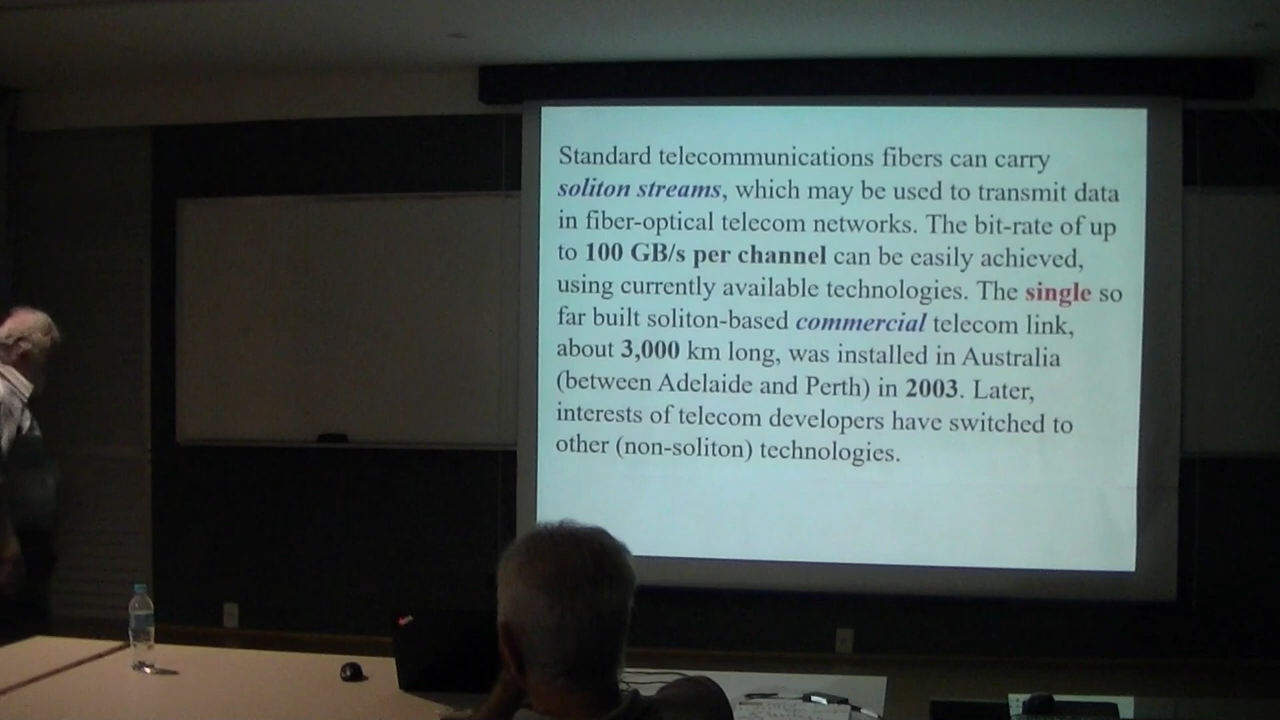 Standard telecommunications fibers can carry
soliton streams, which may be used to transmit data
in fiber-optical telecom networks. The bit-rate of up
to 100 GB/s per channel can be easily achieved,
using currently available technologies. The single so
far built soliton-based commercial telecom link,
about 3,000 km long, was installed in Australia
(between Adelaide and Perth) in 2003. Later,
interests of telecom developers have switched to
other (non-soliton) technologies.